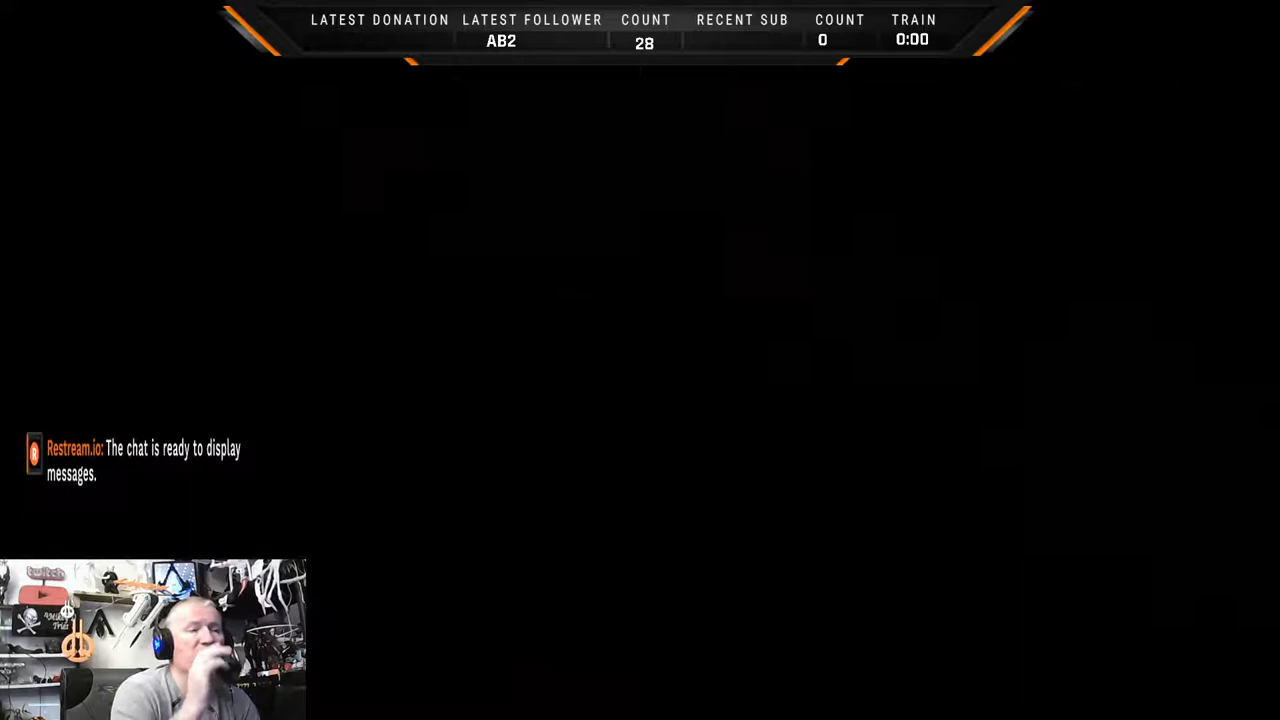 LATEST DONATION LATEST FOLLOWER COUNT RECENT SUB COUNT TRAIN
AB2 28 0 0:00
Restream.io: The chat is ready to display
messages.
twitch